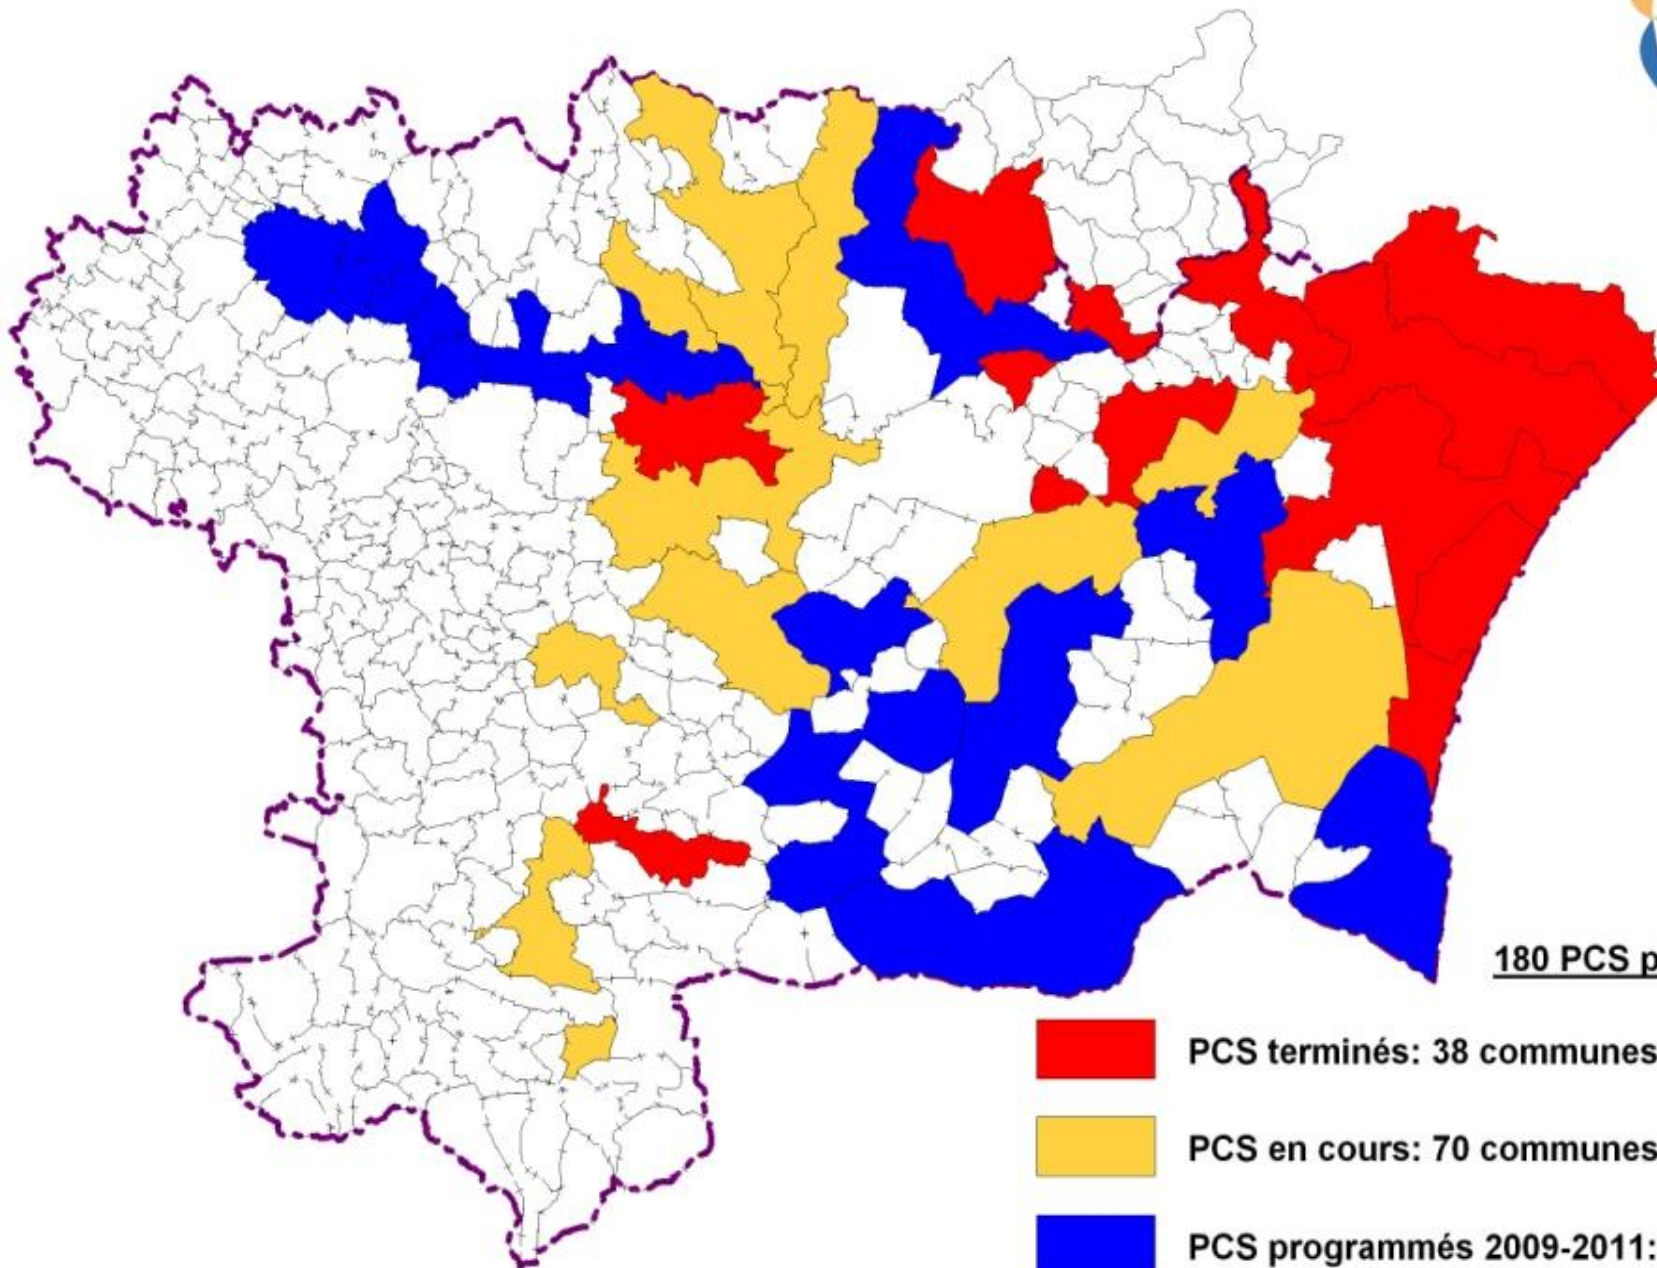 180 PCS p
PCS terminés: 38 communes
PCS en cours: 70 communes
PCS programmés 2009-2011: